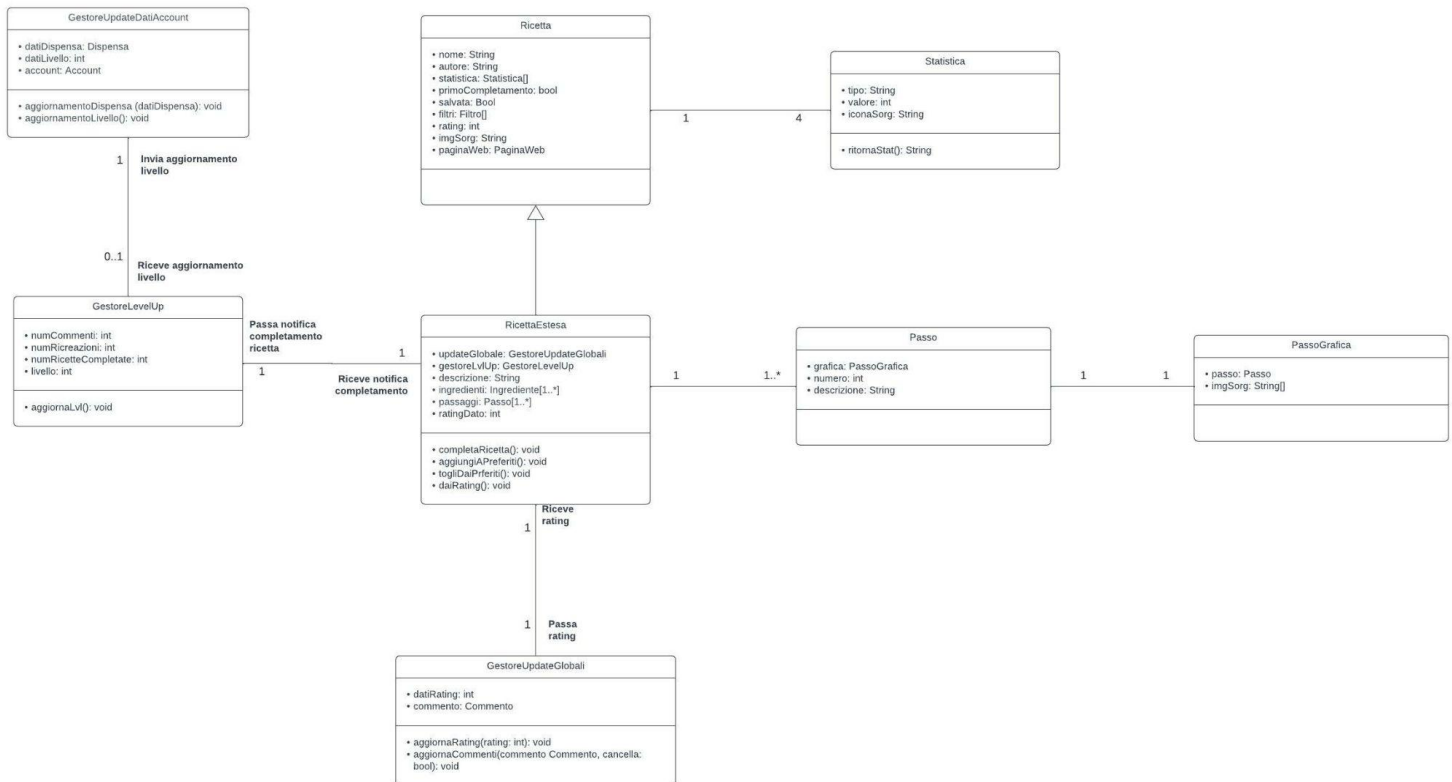 GestoreUpdateDatiAccount
• datiDispensa: Dispensa
• datiLivello: int
• account: Account
• aggiornamentoDispensa (datiDispensa): void
• aggiornamentoLivello(): void
1
Invia aggiornamento
livello
0..1
Riceve aggiornamento
livello
GestoreLevelUp
• numCommenti: int
• numRicreazioni: int
• numRicetteCompletate: int
• livello: int
• aggiornaLvl(): void
Passa notifica
completamento
ricetta
1
1
Riceve notifica
completamento
Ricetta
• nome: String
• autore: String
• statistica: Statistica[]
• primoCompletamento: bool
• salvata: Bool
• filtri: Filtro[]
• rating: int
• imgSorg: String
• paginaWeb: PaginaWeb
1
4
Statistica
• tipo: String
• valore: int
• iconaSorg: String
• ritornaStat(): String
RicettaEstesa
• updateGlobale: GestoreUpdateGlobali
• gestoreLvlUp: GestoreLevelUp
• descrizione: String
• ingredienti: Ingrediente[1..*]
• passaggi: Passo[1..*]
• ratingDato: int
• completaRicetta(): void
• aggiungiAPreferiti(): void
• togliDaiPrferiti(): void
• daiRating(): void
1
1..*
Passo
• grafica: PassoGrafica
• numero: int
• descrizione: String
1
1
PassoGrafica
• passo: Passo
• imgSorg: String[]
1
Riceve
rating
1
Passa
rating
GestoreUpdateGlobali
• datiRating: int
• commento: Commento
• aggiornaRating(rating: int): void
• aggiornaCommenti(commento Commento, cancella:
bool): void